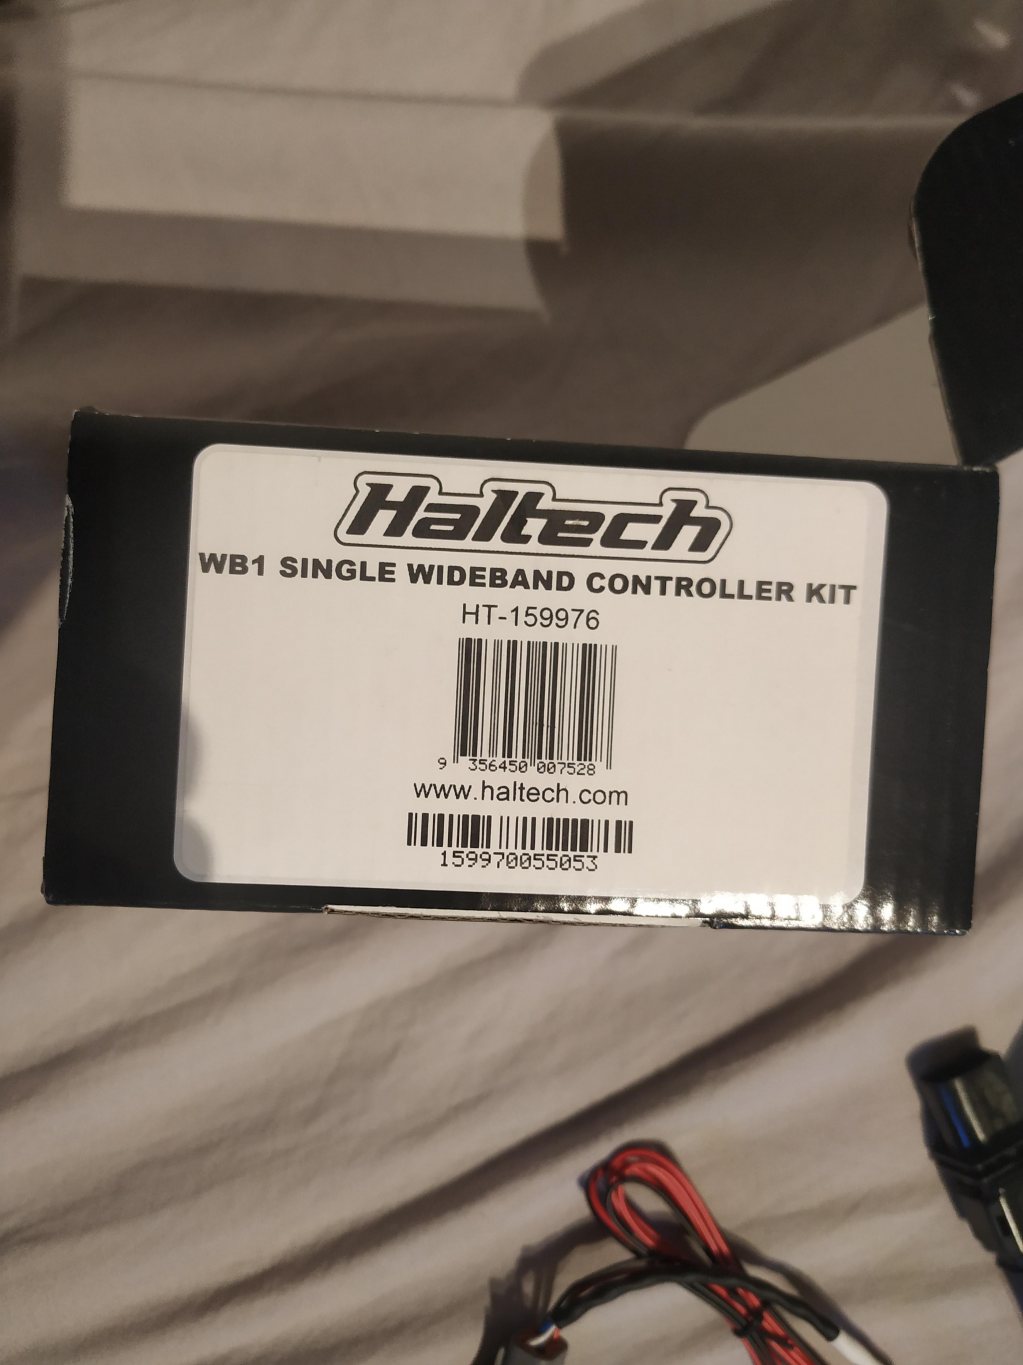 Haltech
WB1 SINGLE WIDEBAND CONTROLLER KIT
HT-159976
9 356450 007528
www.haltech.com
159970055053